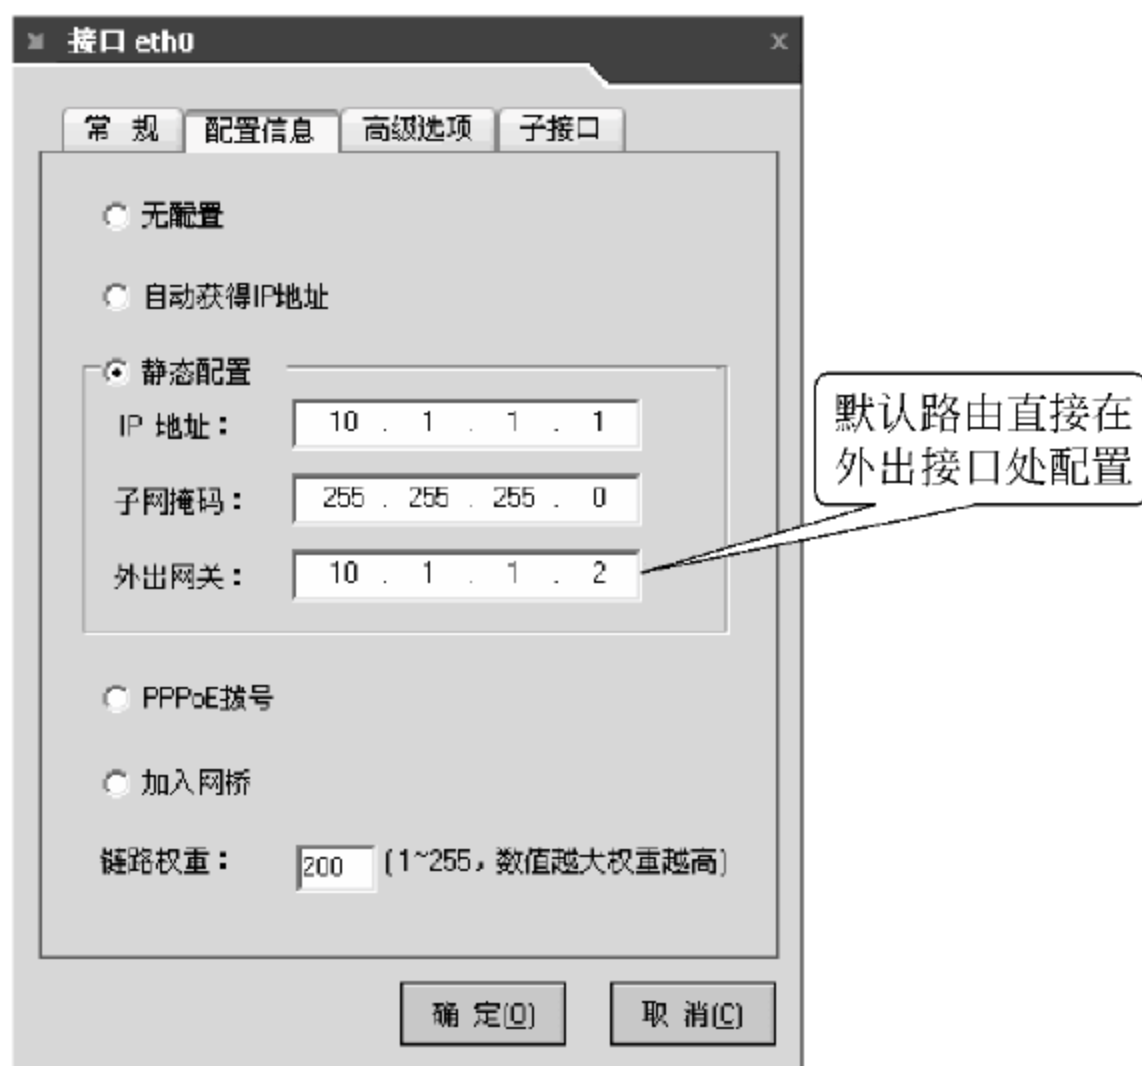 接口 eth0
常 规 配置信息 高级选项 子接口
无配置
自动获得IP地址
静态配置
IP 地址： 10 . 1 . 1 . 1
子网掩码： 255 . 255 . 255 . 0
外出网关： 10 . 1 . 1 . 2
默认路由直接在
外出接口处配置
PPPoE拨号
加入网桥
链路权重： 200 (1~255，数值越大权重越高)
确 定(O) 取 消(C)